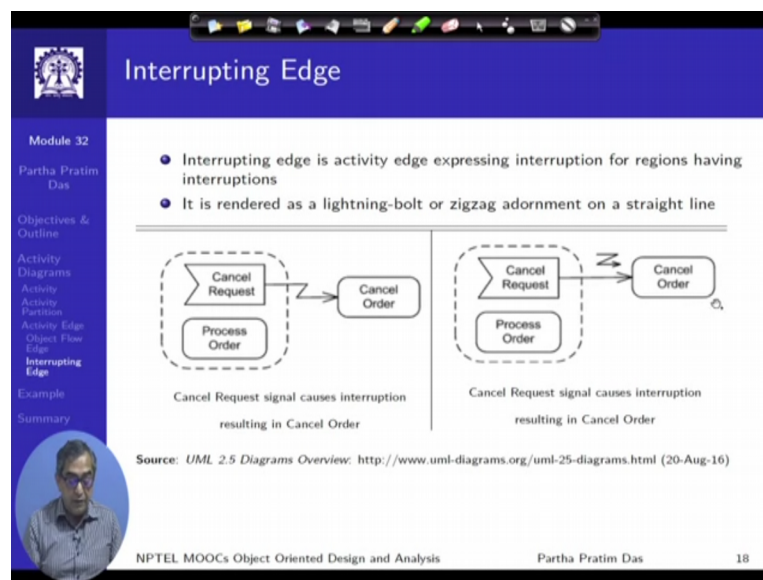 Interrupting Edge
Module 32
Partha Pratim
Das
Objectives &
Outline
Activity
Diagrams
Activity
Activity
Partition
Activity Edge
Object Flow
Edge
Interrupting
Edge
Example
Summary
Interrupting edge is activity edge expressing interruption for regions having
interruptions
It is rendered as a lightning-bolt or zigzag adornment on a straight line
Cancel
Request
Cancel
Order
Process
Order
Cancel Request signal causes interruption
resulting in Cancel Order
Cancel
Request
Cancel
Order
Process
Order
Cancel Request signal causes interruption
resulting in Cancel Order
Source: UML 2.5 Diagrams Overview: http://www.uml-diagrams.org/uml-25-diagrams.html (20-Aug-16)
NPTEL MOOCs Object Oriented Design and Analysis
Partha Pratim Das
18